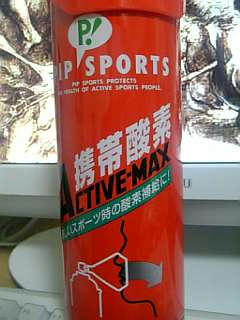 P!
PIP SPORTS
PIP SPORTS PROTECTS
THE HEALTH OF ACTIVE SPORTS PEOPLE.
携帯酸素
ACTIVE-MAX
スポーツ時の酸素補給に!